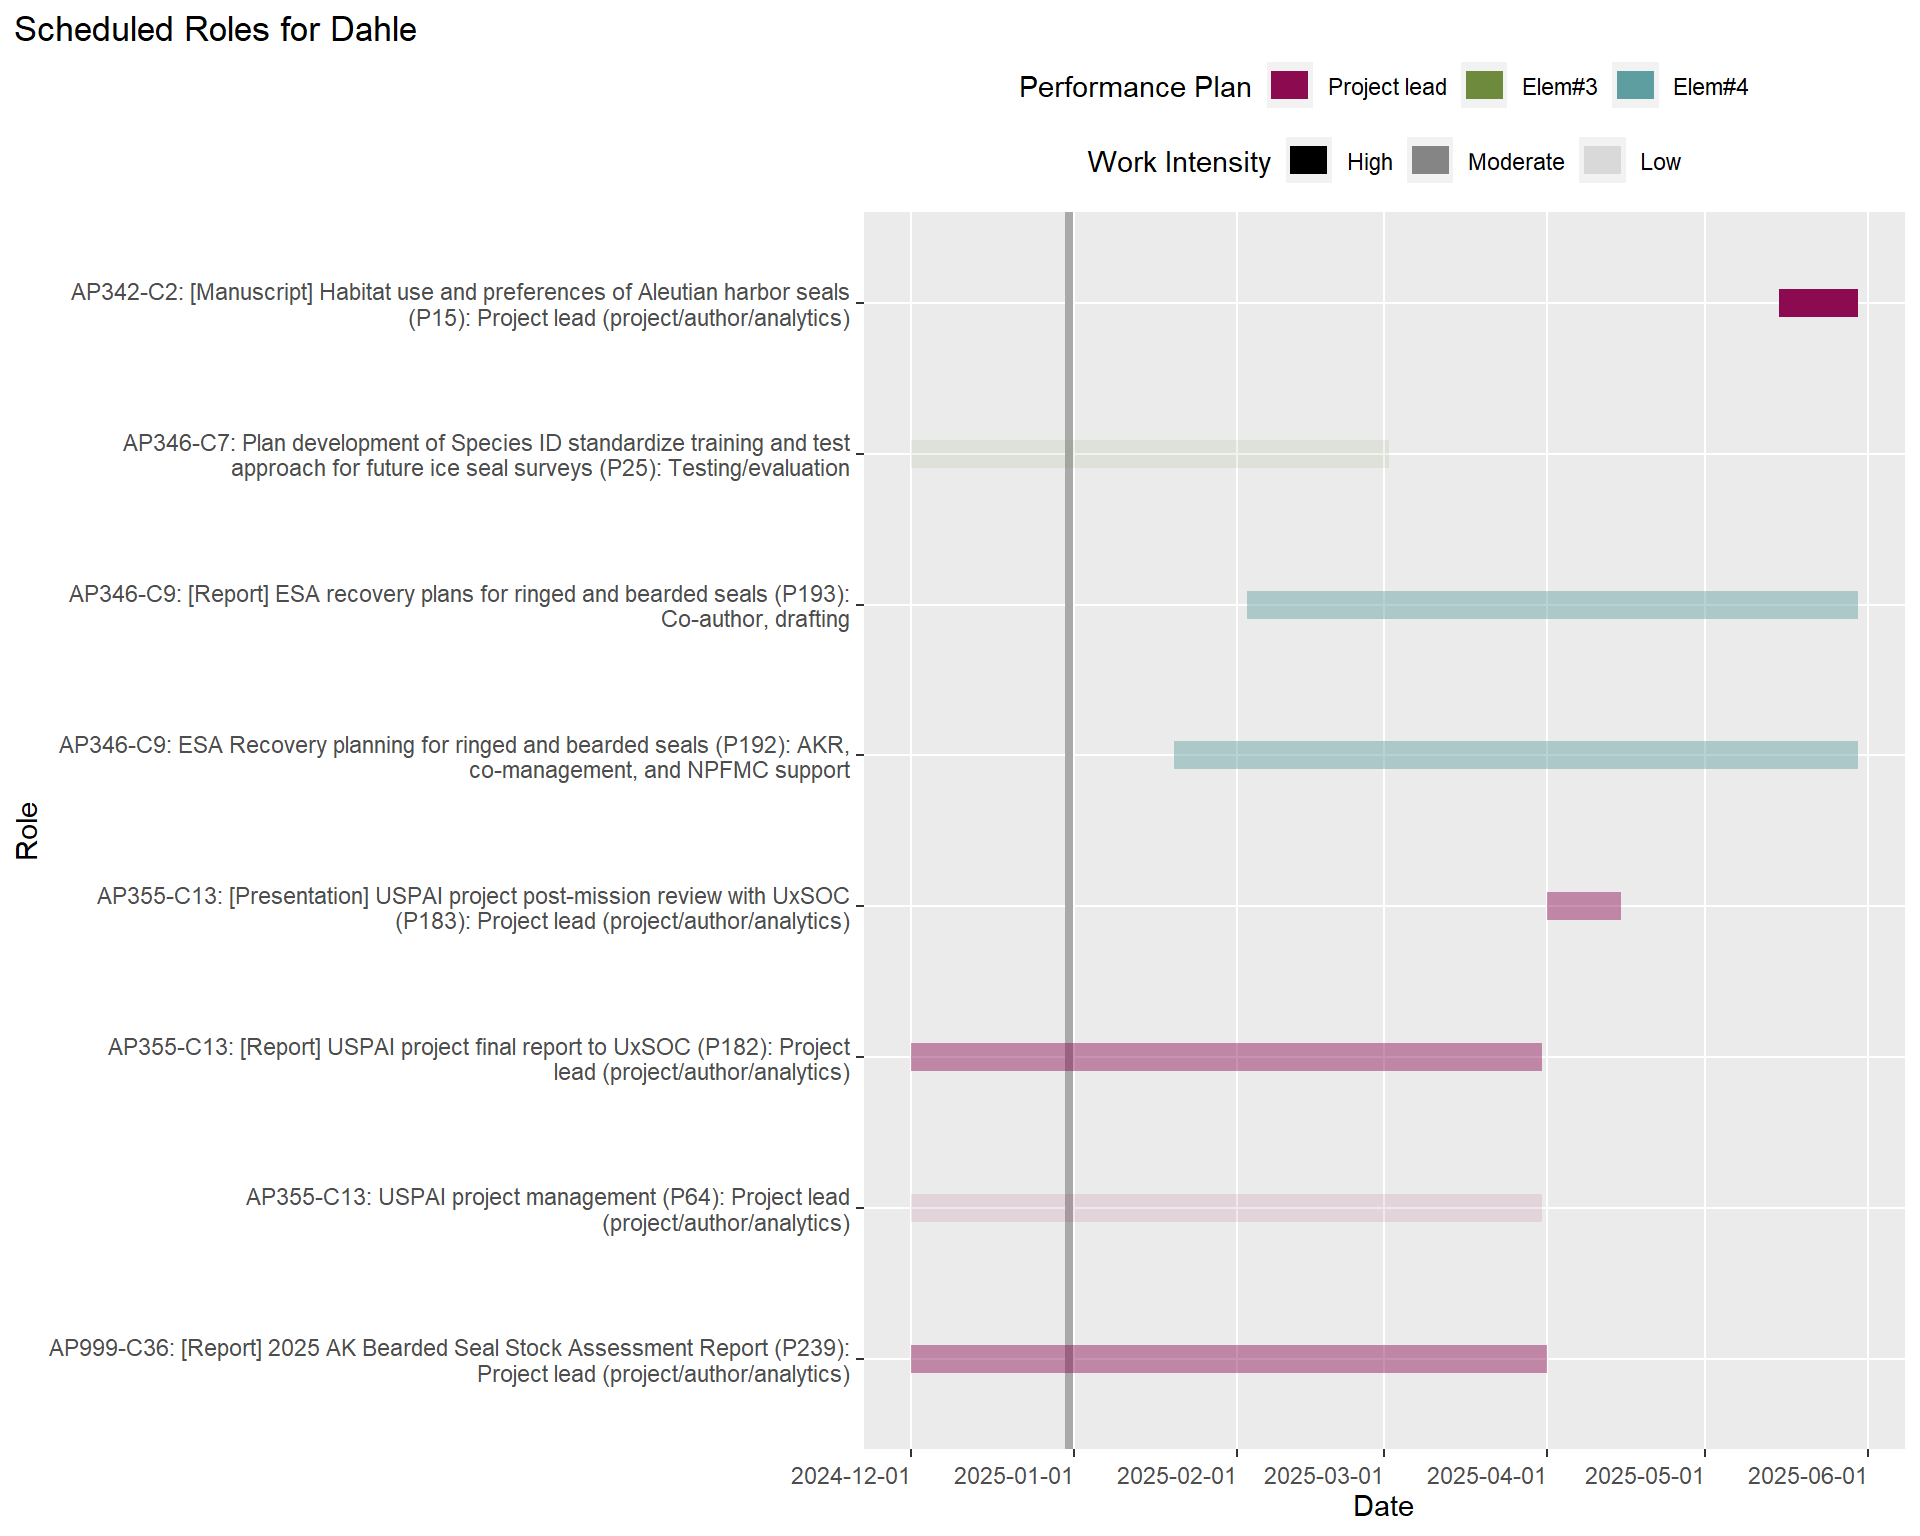 Scheduled Roles for Dahle
Performance Plan Project lead Elem#3 Elem#4
Work Intensity High Moderate Low
AP342-C2: [Manuscript] Habitat use and preferences of Aleutian harbor seals
(P15): Project lead (project/author/analytics)
AP346-C7: Plan development of Species ID standardize training and test
approach for future ice seal surveys (P25): Testing/evaluation
AP346-C9: [Report] ESA recovery plans for ringed and bearded seals (P193):
Co-author, drafting
AP346-C9: ESA Recovery planning for ringed and bearded seals (P192): AKR,
co-management, and NPFMC support
Role
AP355-C13: [Presentation] USPAI project post-mission review with UxSOC
(P183): Project lead (project/author/analytics)
AP355-C13: [Report] USPAI project final report to UxSOC (P182): Project
lead (project/author/analytics)
AP355-C13: USPAI project management (P64): Project lead
(project/author/analytics)
AP999-C36: [Report] 2025 AK Bearded Seal Stock Assessment Report (P239):
Project lead (project/author/analytics)
2024-12-01 2025-01-01 2025-02-01 2025-03-01 2025-04-01 2025-05-01 2025-06-01
Date